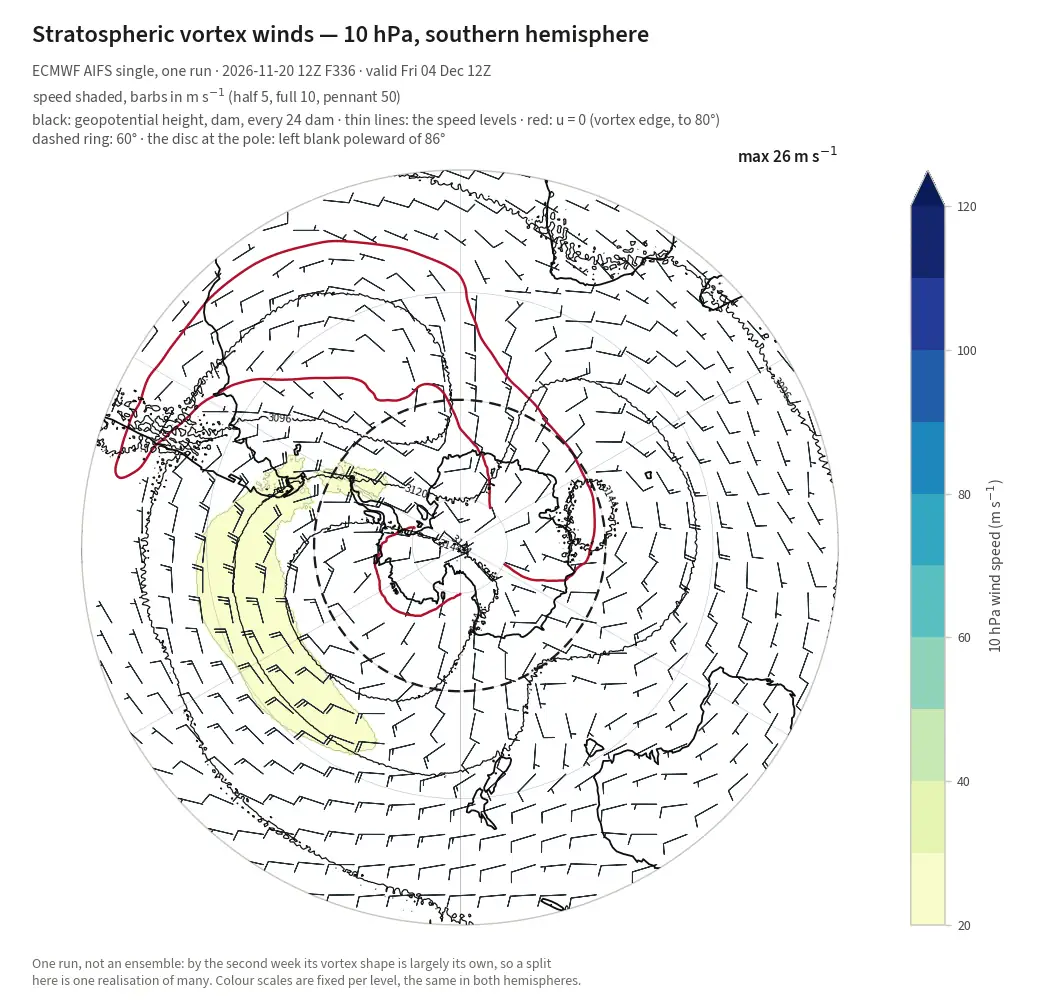 Stratospheric vortex winds — 10 hPa, southern hemisphere
ECMWF AIFS single, one run · 2026-11-20 12Z F336 · valid Fri 04 Dec 12Z
speed shaded, barbs in m s⁻¹ (half 5, full 10, pennant 50)
black: geopotential height, dam, every 24 dam · thin lines: the speed levels · red: u = 0 (vortex edge, to 80°)
dashed ring: 60° · the disc at the pole: left blank poleward of 86°
max 26 m s⁻¹
120
100
80
60
40
20
10 hPa wind speed (m s⁻¹)
3096
3096
3120
One run, not an ensemble: by the second week its vortex shape is largely its own, so a split
here is one realisation of many. Colour scales are fixed per level, the same in both hemispheres.